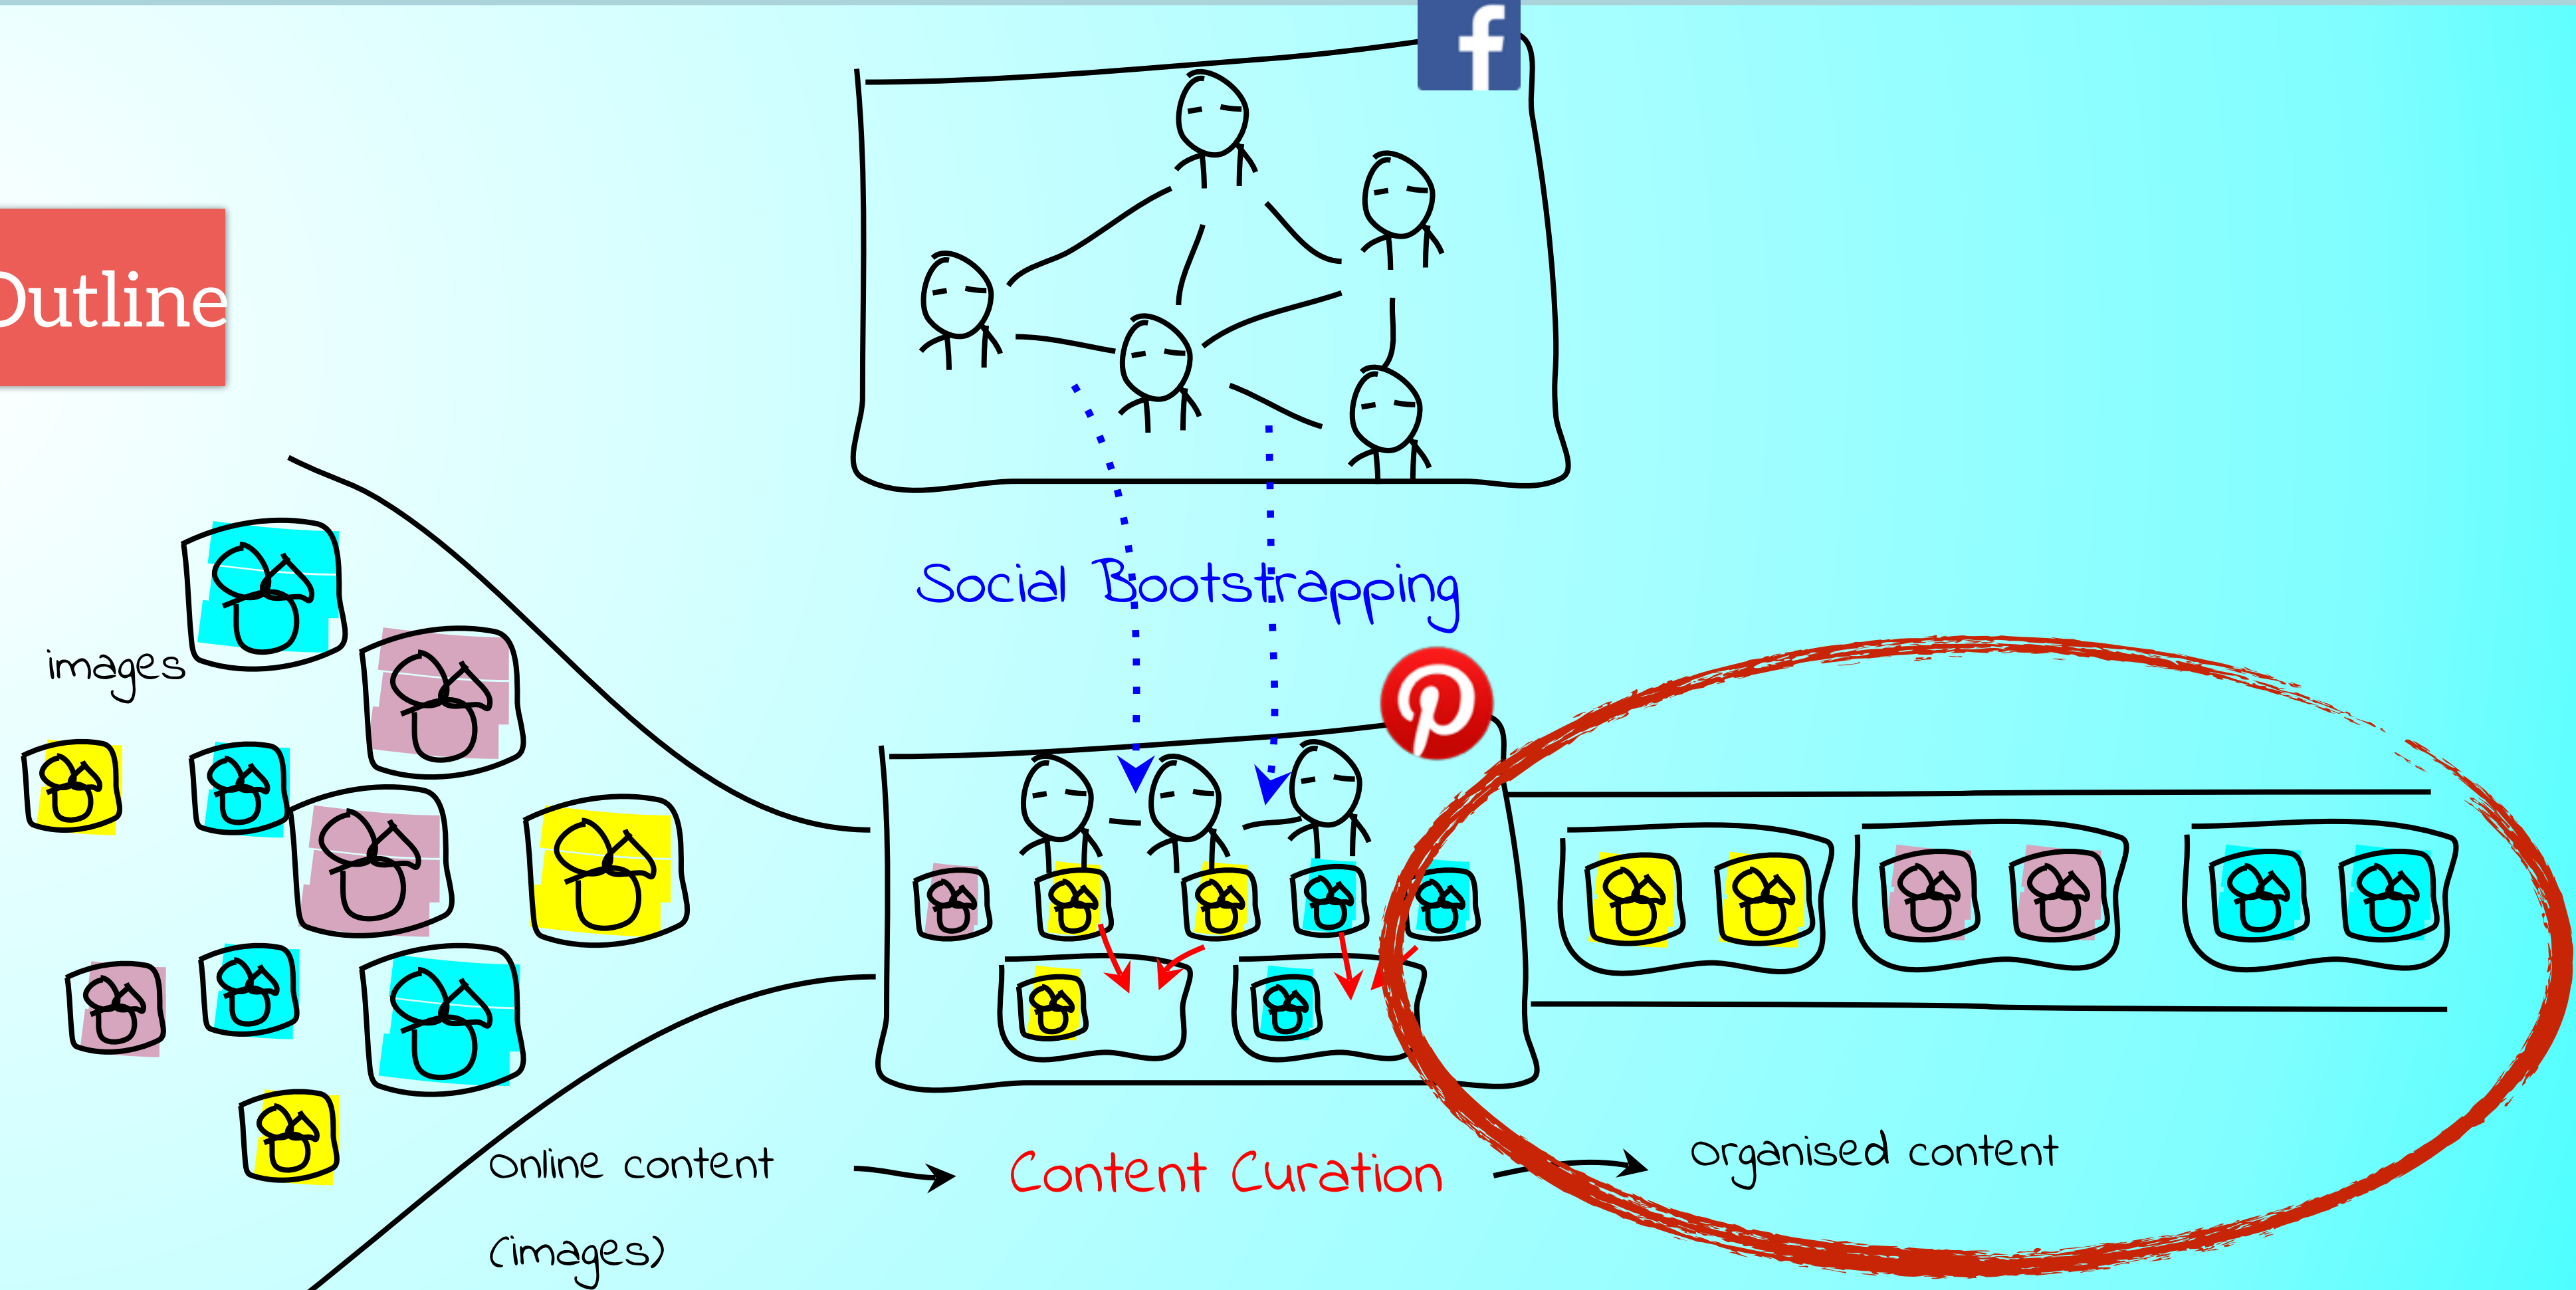 Outline
Social Bootstrapping
images
Online content
(images)
Content Curation
Organised content